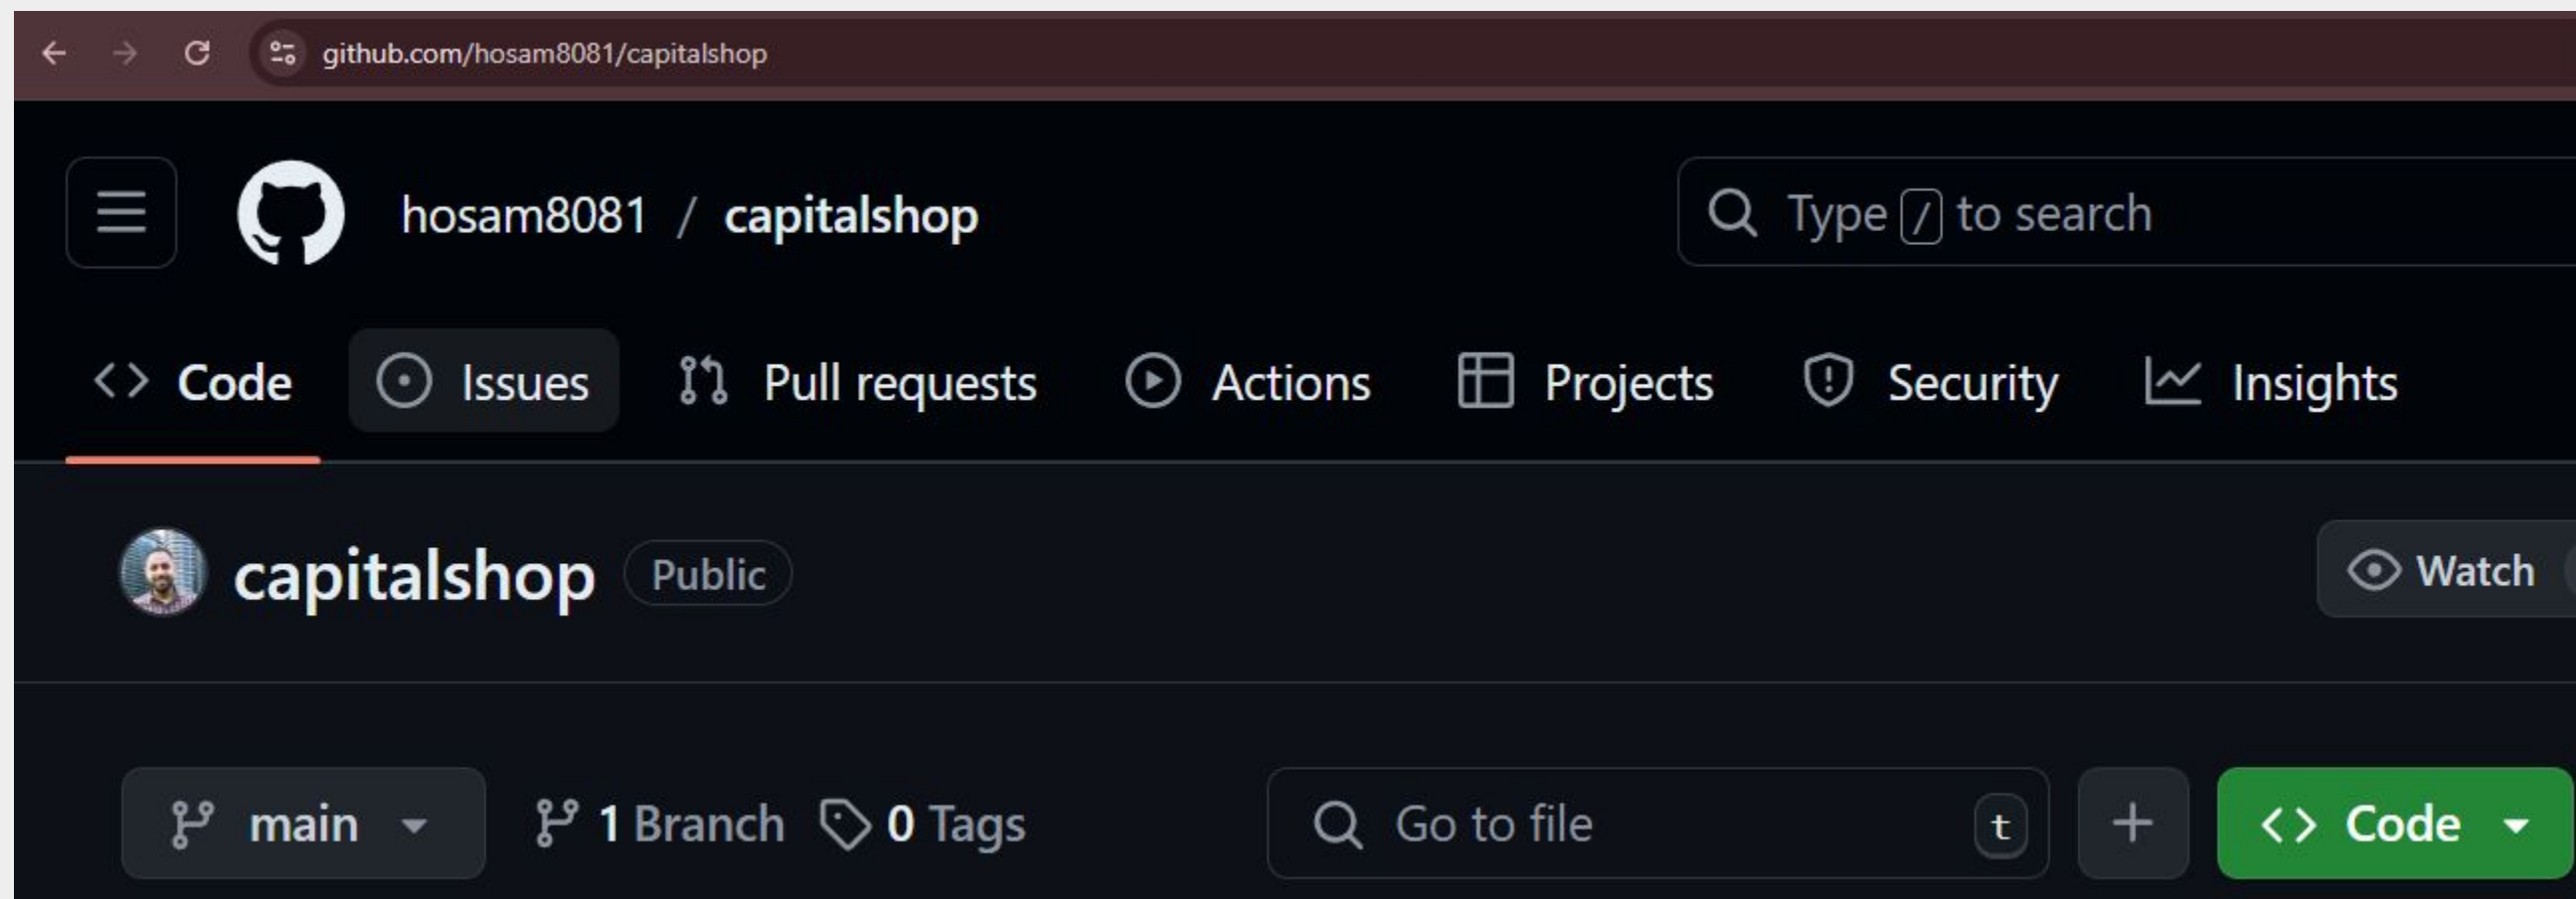 github.com/hosam8081/capitalshop
hosam8081 / capitalshop
Type / to search
Code Issues Pull requests Actions Projects Security Insights
capitalshop Public
Watch
main 1 Branch 0 Tags Go to file t + Code